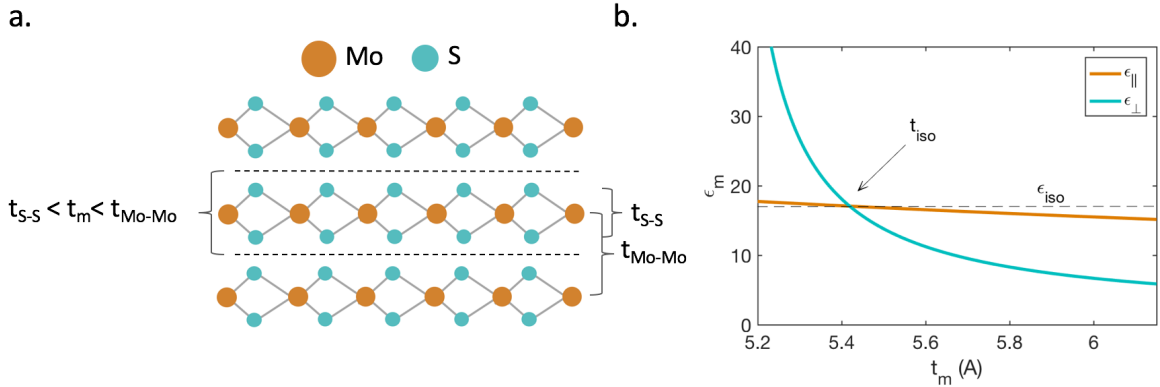 a.
Mo
S
t_S-S < t_m < t_Mo-Mo
t_S-S
t_Mo-Mo
b.
ϵ_m
40
30
20
10
0
5.2
5.4
5.6
5.8
6
t_m (A)
ϵ_∥
ϵ_⊥
t_iso
ϵ_iso